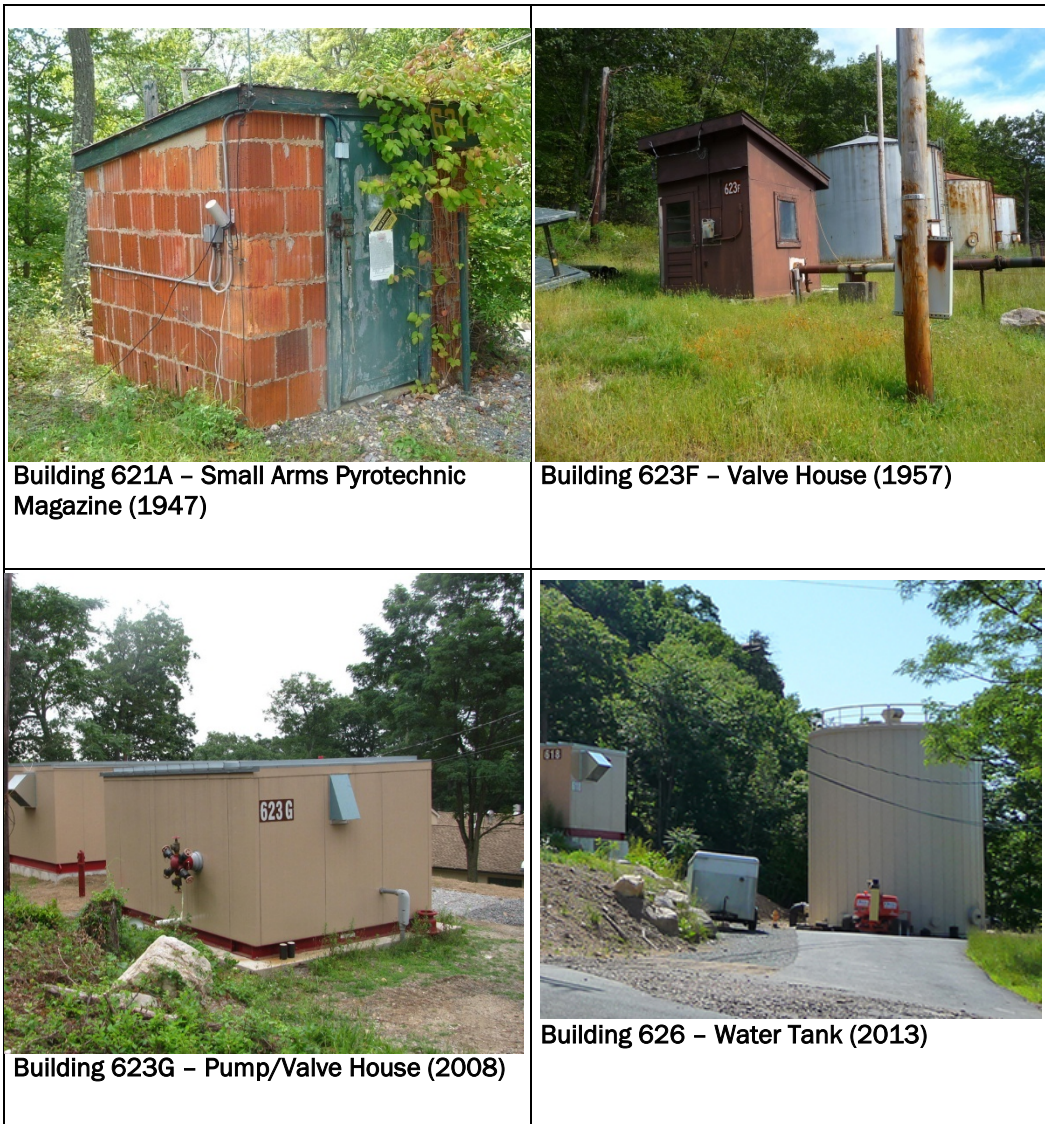 623F
Building 621A – Small Arms Pyrotechnic
Magazine (1947)
Building 623F – Valve House (1957)
623G
618
Building 623G – Pump/Valve House (2008)
Building 626 – Water Tank (2013)